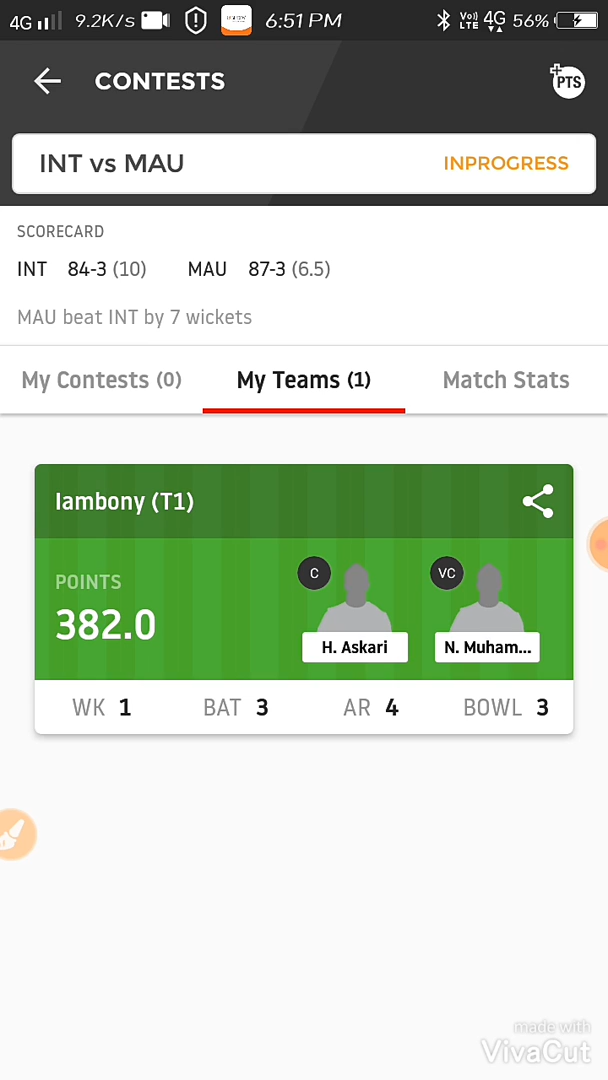 4G 9.2K/s 6:51 PM VoI) LTE 4G 56%
CONTESTS
PTS
INT vs MAU INPROGRESS
SCORECARD
INT 84-3 (10) MAU 87-3 (6.5)
MAU beat INT by 7 wickets
My Contests (0) My Teams (1) Match Stats
Iambony (T1)
C VC
POINTS
382.0
H. Askari N. Muham...
WK 1 BAT 3 AR 4 BOWL 3
made with
VivaCut